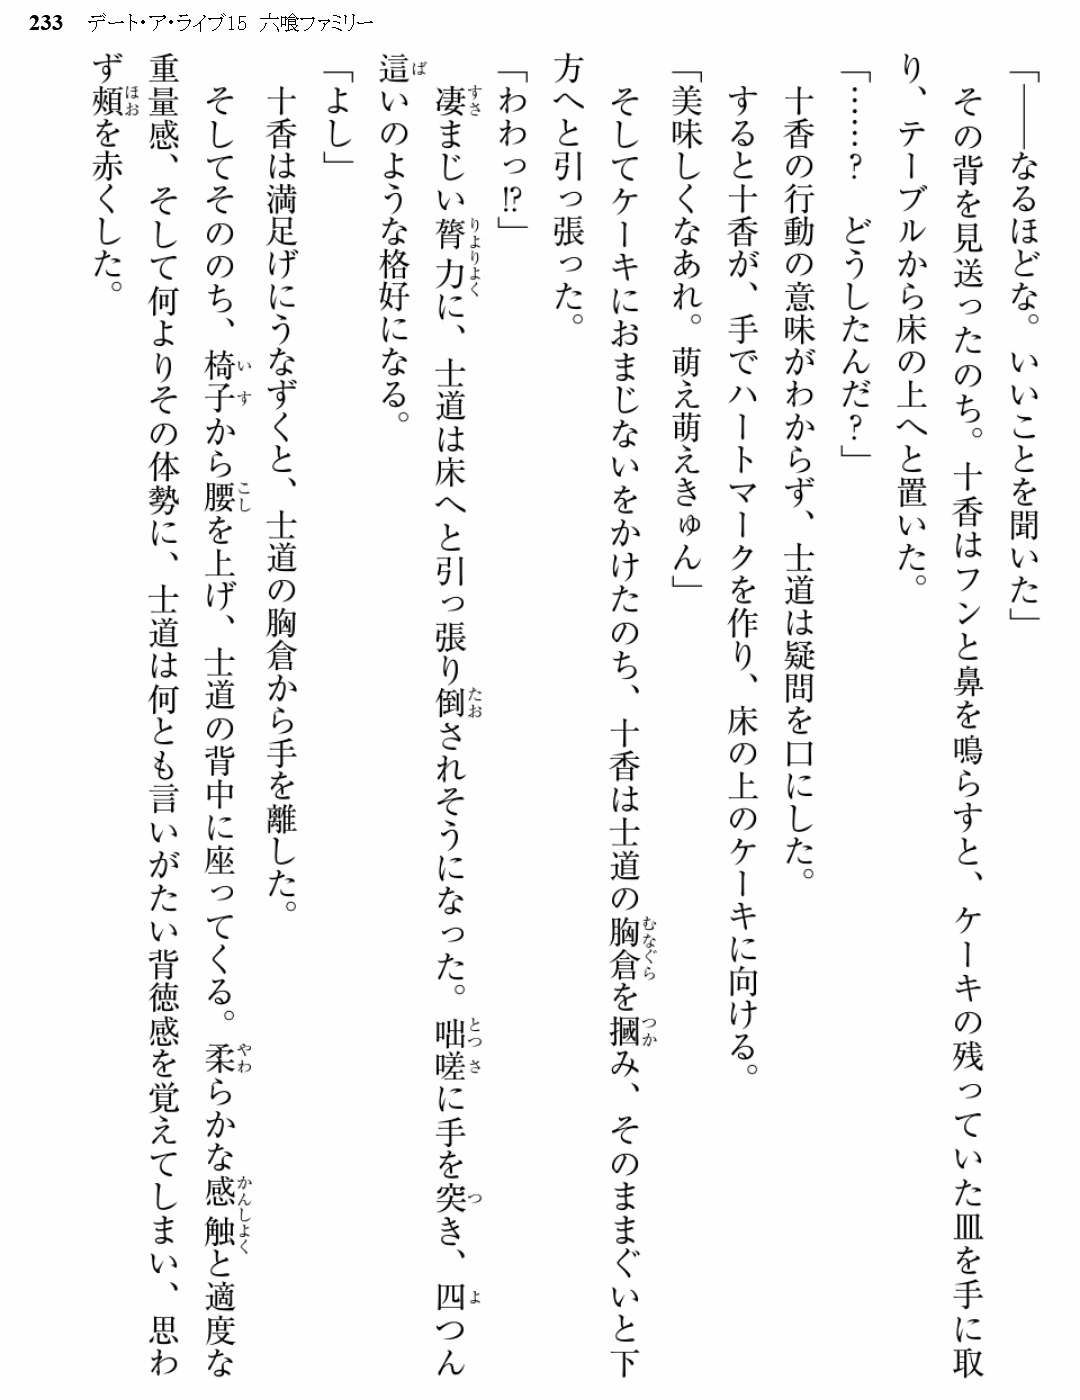 233 デート・ア・ライブ15 六喰ファミリー
「――なるほどな。いいことを聞いた」
その背を見送ったのち。十香はフンと鼻を鳴らすと、ケーキの残っていた皿を手に取
り、テーブルから床の上へと置いた。
「……? どうしたんだ?」
十香の行動の意味がわからず、士道は疑問を口にした。
すると十香が、手でハートマークを作り、床の上のケーキに向ける。
「美味しくなあれ。萌え萌えきゅん」
そしてケーキにおまじないをかけたのち、十香は士道の胸倉を摑み、そのままぐいと下
方へと引っ張った。
「わわっ!?」
凄まじい膂力に、士道は床へと引っ張り倒されそうになった。咄嗟に手を突き、四つん
這いのような格好になる。
「よし」
十香は満足げにうなずくと、士道の胸倉から手を離した。
そしてそののち、椅子から腰を上げ、士道の背中に座ってくる。柔らかな感触と適度な
重量感、そして何よりその体勢に、士道は何とも言いがたい背徳感を覚えてしまい、思わ
ず頰を赤くした。